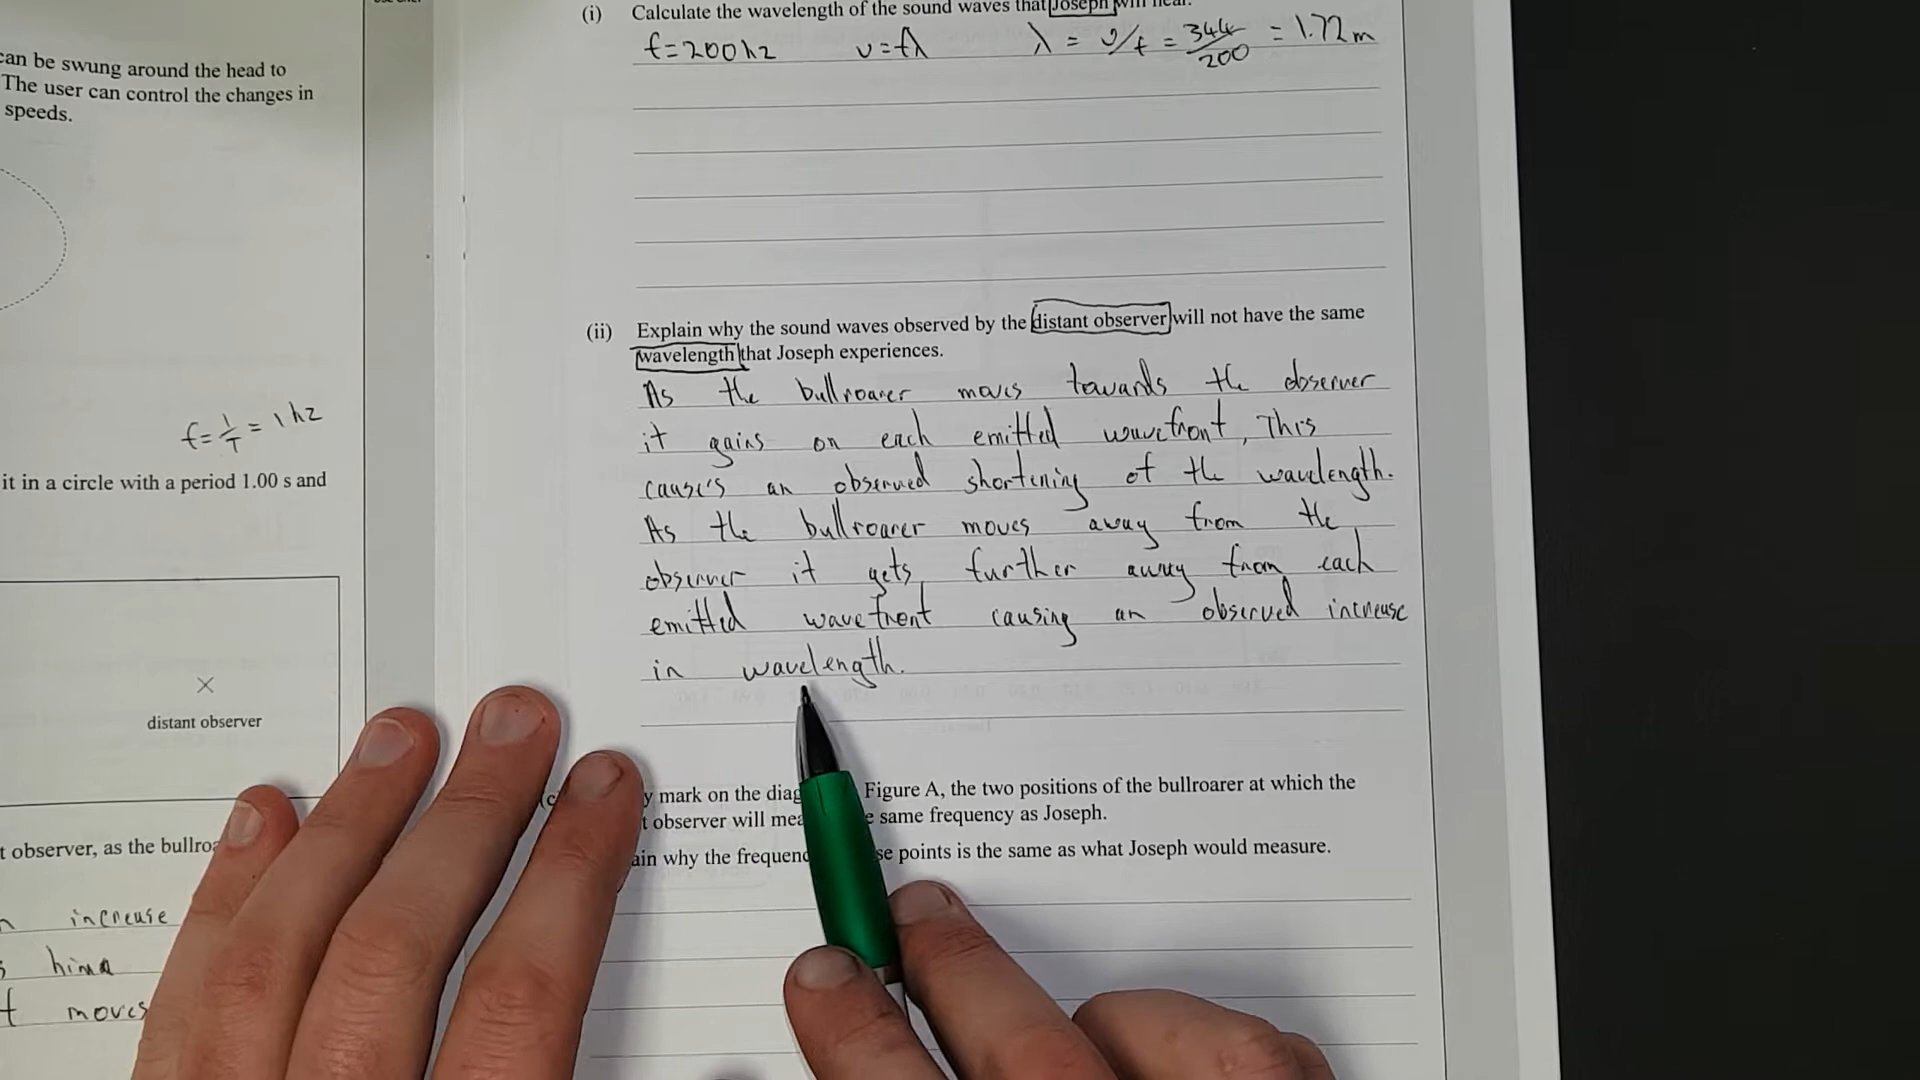 can be swung around the head to
The user can control the changes in
speeds.
f=1/T = 1hz
it in a circle with a period 1.00 s and
×
distant observer
t observer, as the bullroa
increase
him
moves
(i) Calculate the wavelength of the sound waves that Joseph will hear.
f=200hz v=fλ λ = v/f = 344/200 = 1.72m
(ii) Explain why the sound waves observed by the distant observer will not have the same
wavelength that Joseph experiences.
As the bullroarer moves towards the observer
it gains on each emitted wavefront, This
cause's an observed shortening of the wavelength.
As the bullroarer moves away from the
observer it gets further away from each
emitted wavefront causing an observed increase
in wavelength.
(c) y mark on the diag Figure A, the two positions of the bullroarer at which the
t observer will mea e same frequency as Joseph.
ain why the frequenc se points is the same as what Joseph would measure.